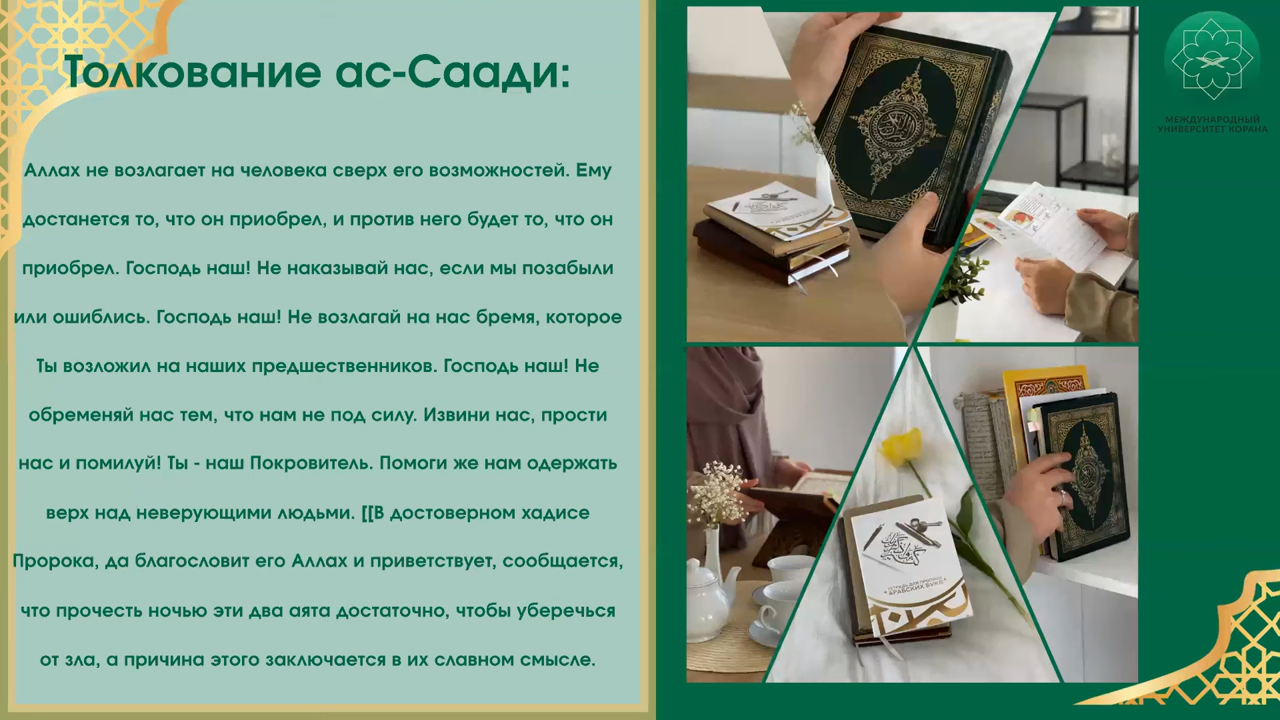 Толкование ас-Саади:
Аллах не возлагает на человека сверх его возможностей. Ему
достанется то, что он приобрел, и против него будет то, что он
приобрел. Господь наш! Не наказывай нас, если мы позабыли
или ошиблись. Господь наш! Не возлагай на нас бремя, которое
Ты возложил на наших предшественников. Господь наш! Не
обременяй нас тем, что нам не под силу. Извини нас, прости
нас и помилуй! Ты - наш Покровитель. Помоги же нам одержать
верх над неверующими людьми. [[В достоверном хадисе
Пророка, да благословит его Аллах и приветствует, сообщается,
что прочесть ночью эти два аята достаточно, чтобы уберечься
от зла, а причина этого заключается в их славном смысле.
МЕЖДУНАРОДНЫЙ
УНИВЕРСИТЕТ КОРАНА
ТЕТРАДЬ ДЛЯ ПРОПИСИ
АРАБСКИХ БУКВ